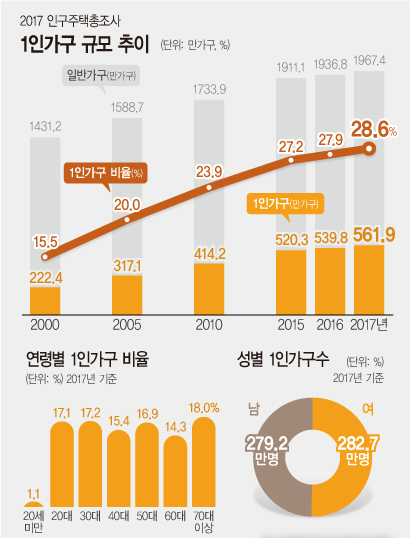 2017 인구주택총조사
1인가구 규모 추이 (단위: 만가구, %)
일반가구(만가구)
1431.2
1588.7
1733.9
1911.1
1936.8
1967.4
1인가구 비율(%)
15.5
20.0
23.9
27.2
27.9
28.6%
1인가구(만가구)
222.4
317.1
414.2
520.3
539.8
561.9
2000 2005 2010 2015 2016 2017년
연령별 1인가구 비율
(단위: %) 2017년 기준
1.1
17.1
17.2
15.4
16.9
14.3
18.0%
20세 미만
20대
30대
40대
50대
60대
70대 이상
성별 1인가구수 (단위: %)
2017년 기준
남
여
279.2
만명
282.7
만명